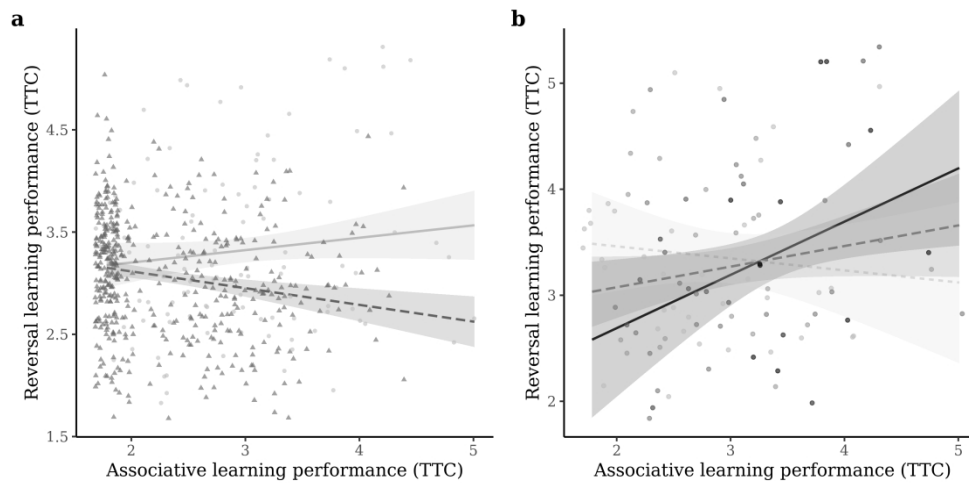 a
Reversal learning performance (TTC)
4.5
3.5
2.5
1.5
2 3 4 5
Associative learning performance (TTC)
b
Reversal learning performance (TTC)
5
4
3
2
2 3 4 5
Associative learning performance (TTC)